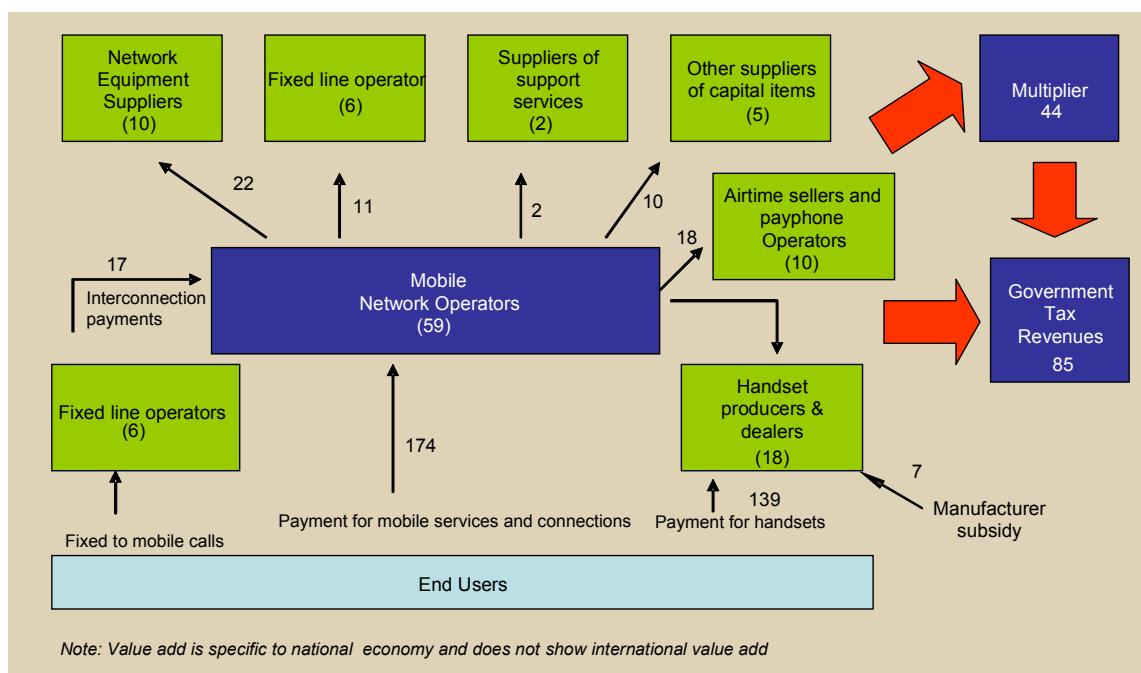 Network
Equipment
Suppliers
(10)
Fixed line operator
(6)
Suppliers of
support
services
(2)
Other suppliers
of capital items
(5)
Multiplier
44
22
11
2
10
18
Airtime sellers and
payphone
Operators
(10)
17
Interconnection
payments
Mobile
Network Operators
(59)
Government
Tax
Revenues
85
Fixed line operators
(6)
174
Handset
producers &
dealers
(18)
7
Manufacturer
subsidy
139
Payment for handsets
Payment for mobile services and connections
Fixed to mobile calls
End Users
Note: Value add is specific to national economy and does not show international value add